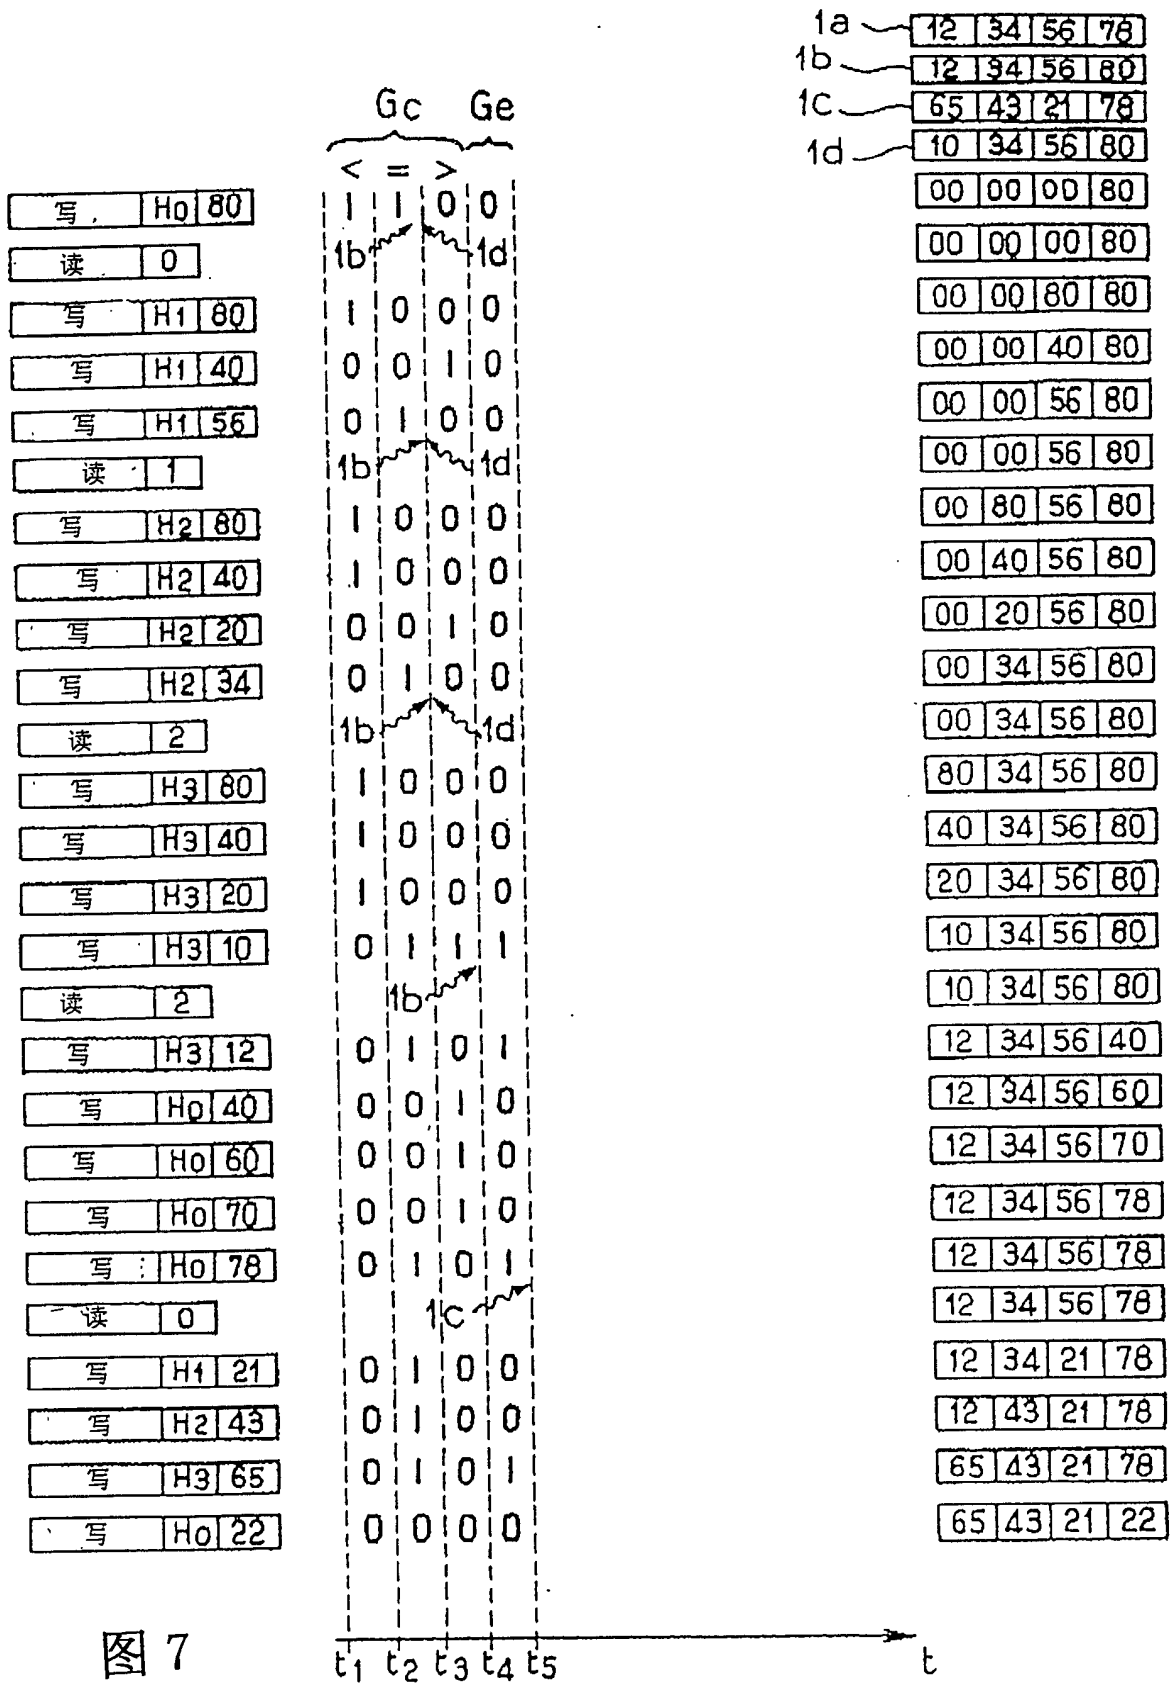 1a 12 34 56 78
1b 12 34 56 80
1c 65 43 21 78
1d 10 34 56 80
Gc Ge
< = >
写 H0 80 1 1 0 0 00 00 00 80
1b 1d
读 0 00 00 00 80
写 H1 80 1 0 0 0 00 00 80 80
写 H1 40 0 0 1 0 00 00 40 80
写 H1 56 0 1 0 0 00 00 56 80
1b 1d
读 1 00 00 56 80
写 H2 80 1 0 0 0 00 80 56 80
写 H2 40 1 0 0 0 00 40 56 80
写 H2 20 0 0 1 0 00 20 56 80
写 H2 34 0 1 0 0 00 34 56 80
1b 1d
读 2 00 34 56 80
写 H3 80 1 0 0 0 80 34 56 80
写 H3 40 1 0 0 0 40 34 56 80
写 H3 20 1 0 0 0 20 34 56 80
写 H3 10 0 1 1 1 10 34 56 80
1b
读 2 10 34 56 80
写 H3 12 0 1 0 1 12 34 56 40
写 H0 40 0 0 1 0 12 34 56 60
写 H0 60 0 0 1 0 12 34 56 70
写 H0 70 0 0 1 0 12 34 56 78
写 H0 78 0 1 0 1 12 34 56 78
1c
读 0 12 34 56 78
写 H1 21 0 1 0 0 12 34 21 78
写 H2 43 0 1 0 0 12 43 21 78
写 H3 65 0 1 0 1 65 43 21 78
写 H0 22 0 0 0 0 65 43 21 22
图 7
t1 t2 t3 t4 t5 t